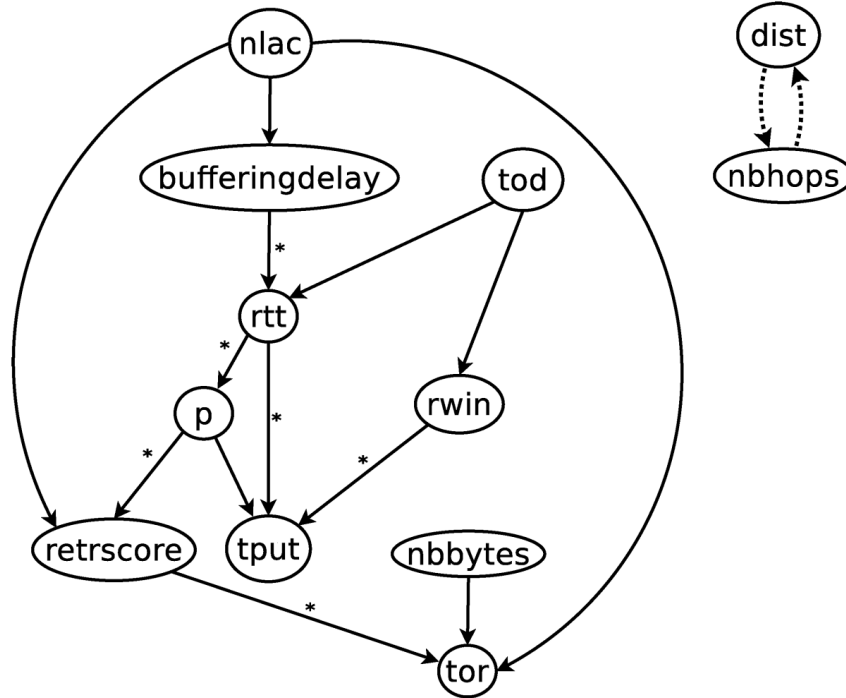 nlac
dist
bufferingdelay
tod
nbhops
*
rtt
*
p
*
rwin
*
*
retrscore
tput
nbbytes
*
tor